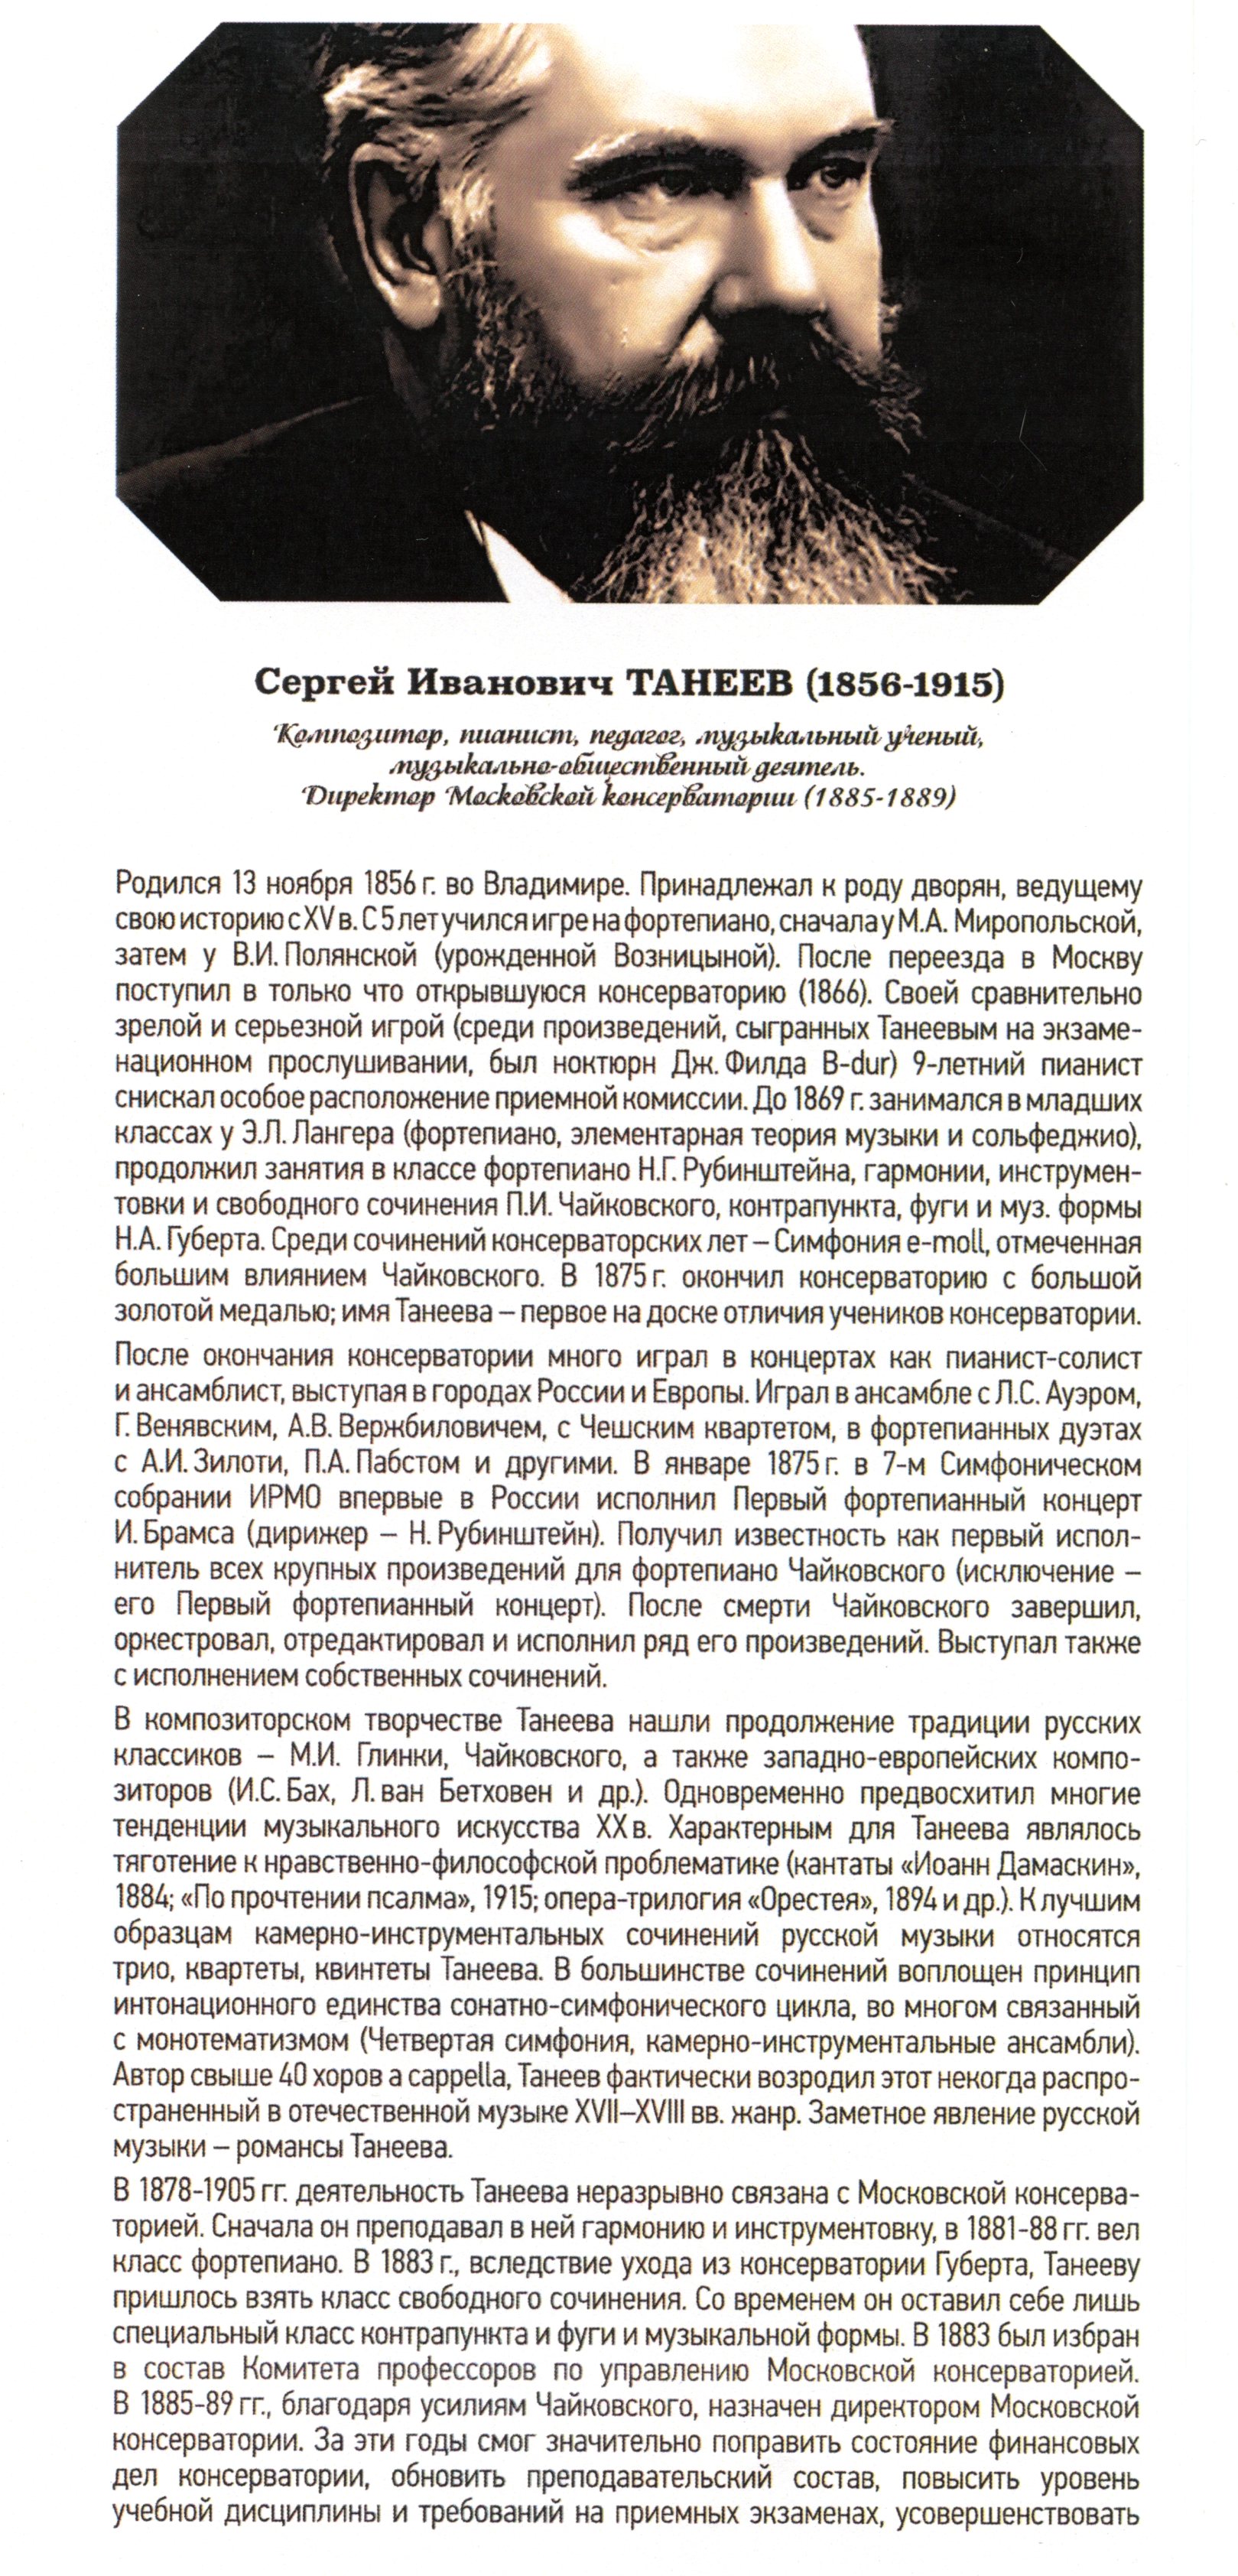 Сергей Иванович ТАНЕЕВ (1856-1915)
Композитор, пианист, педагог, музыкальный ученый,
музыкально-общественный деятель.
Директор Московской консерватории (1885-1889)
Родился 13 ноября 1856 г. во Владимире. Принадлежал к роду дворян, ведущему
свою историю с XV в. С 5 лет учился игре на фортепиано, сначала у М.А. Миропольской,
затем у В.И. Полянской (урожденной Возницыной). После переезда в Москву
поступил в только что открывшуюся консерваторию (1866). Своей сравнительно
зрелой и серьезной игрой (среди произведений, сыгранных Танеевым на экзаме-
национном прослушивании, был ноктюрн Дж. Филда B-dur) 9-летний пианист
снискал особое расположение приемной комиссии. До 1869 г. занимался в младших
классах у Э.Л. Лангера (фортепиано, элементарная теория музыки и сольфеджио),
продолжил занятия в классе фортепиано Н.Г. Рубинштейна, гармонии, инструмен-
товки и свободного сочинения П.И. Чайковского, контрапункта, фуги и муз. формы
Н.А. Губерта. Среди сочинений консерваторских лет – Симфония e-moll, отмеченная
большим влиянием Чайковского. В 1875 г. окончил консерваторию с большой
золотой медалью; имя Танеева – первое на доске отличия учеников консерватории.
После окончания консерватории много играл в концертах как пианист-солист
и ансамблист, выступая в городах России и Европы. Играл в ансамбле с Л.С. Ауэром,
Г. Венявским, А.В. Вержбиловичем, с Чешским квартетом, в фортепианных дуэтах
с А.И. Зилоти, П.А. Пабстом и другими. В январе 1875 г. в 7-м Симфоническом
собрании ИРМО впервые в России исполнил Первый фортепианный концерт
И. Брамса (дирижер – Н. Рубинштейн). Получил известность как первый испол-
нитель всех крупных произведений для фортепиано Чайковского (исключение –
его Первый фортепианный концерт). После смерти Чайковского завершил,
оркестровал, отредактировал и исполнил ряд его произведений. Выступал также
с исполнением собственных сочинений.
В композиторском творчестве Танеева нашли продолжение традиции русских
классиков – М.И. Глинки, Чайковского, а также западно-европейских компо-
зиторов (И.С. Бах, Л. ван Бетховен и др.). Одновременно предвосхитил многие
тенденции музыкального искусства XX в. Характерным для Танеева являлось
тяготение к нравственно-философской проблематике (кантаты «Иоанн Дамаскин»,
1884; «По прочтении псалма», 1915; опера-трилогия «Орестея», 1894 и др.). К лучшим
образцам камерно-инструментальных сочинений русской музыки относятся
трио, квартеты, квинтеты Танеева. В большинстве сочинений воплощен принцип
интонационного единства сонатно-симфонического цикла, во многом связанный
с монотематизмом (Четвертая симфония, камерно-инструментальные ансамбли).
Автор свыше 40 хоров a cappella, Танеев фактически возродил этот некогда распро-
страненный в отечественной музыке XVII–XVIII вв. жанр. Заметное явление русской
музыки – романсы Танеева.
В 1878-1905 гг. деятельность Танеева неразрывно связана с Московской консерва-
торией. Сначала он преподавал в ней гармонию и инструментовку, в 1881-88 гг. вел
класс фортепиано. В 1883 г., вследствие ухода из консерватории Губерта, Танееву
пришлось взять класс свободного сочинения. Со временем он оставил себе лишь
специальный класс контрапункта и фуги и музыкальной формы. В 1883 был избран
в состав Комитета профессоров по управлению Московской консерваторией.
В 1885-89 гг., благодаря усилиям Чайковского, назначен директором Московской
консерватории. За эти годы смог значительно поправить состояние финансовых
дел консерватории, обновить преподавательский состав, повысить уровень
учебной дисциплины и требований на приемных экзаменах, усовершенствовать